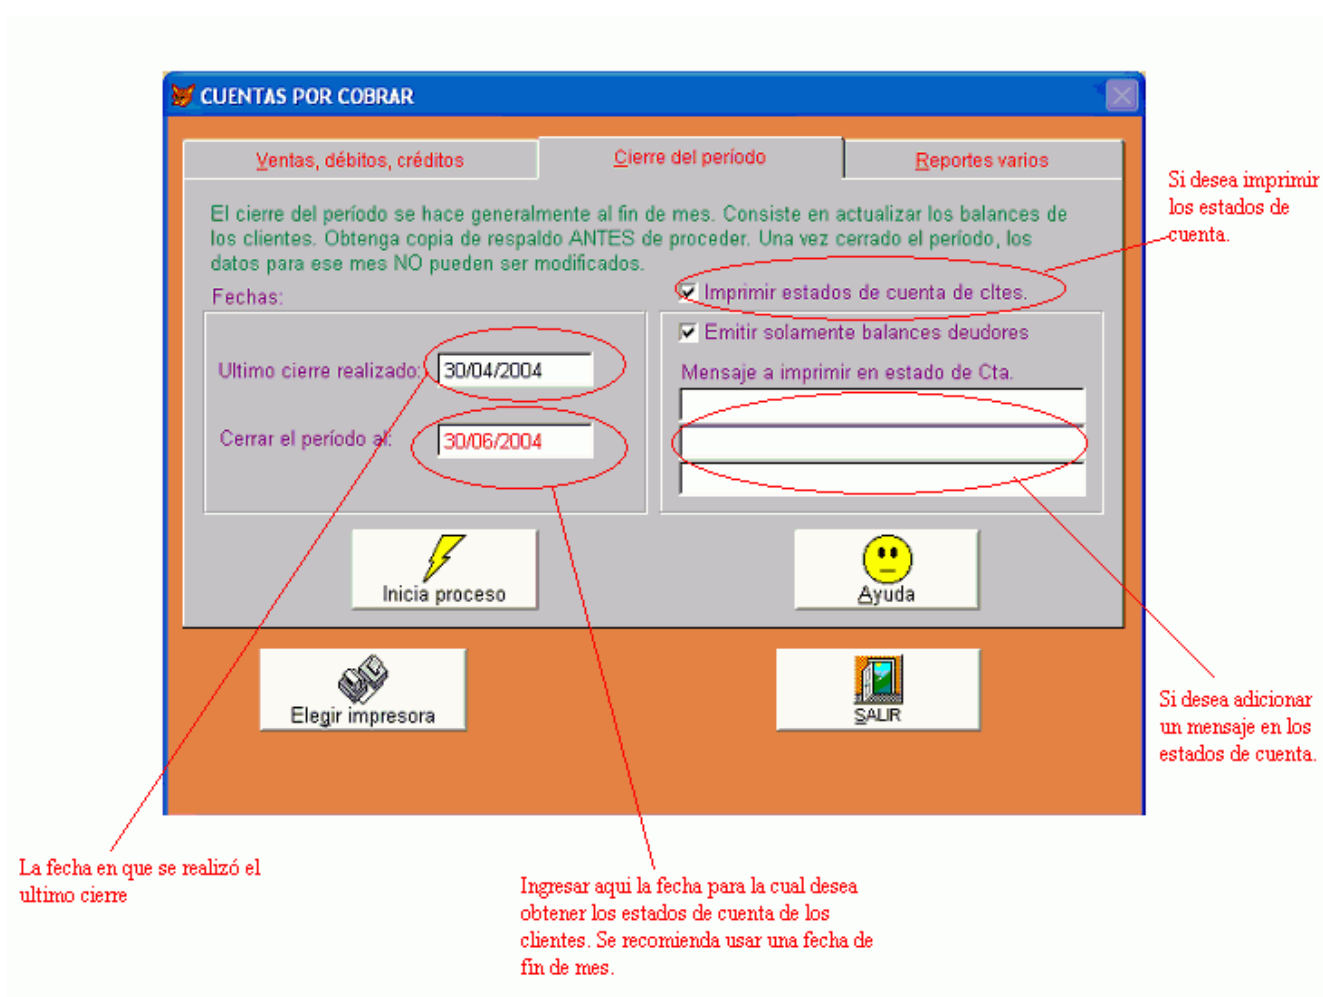 CUENTAS POR COBRAR
Ventas, débitos, créditos
Cierre del período
Reportes varios
El cierre del período se hace generalmente al fin de mes. Consiste en actualizar los balances de
los clientes. Obtenga copia de respaldo ANTES de proceder. Una vez cerrado el período, los
datos para ese mes NO pueden ser modificados.
Si desea imprimir
los estados de
cuenta.
Fechas:
Imprimir estados de cuenta de cltes.
Emitir solamente balances deudores
Ultimo cierre realizado: 30/04/2004
Mensaje a imprimir en estado de Cta.
Cerrar el período al: 30/06/2004
Inicia proceso
Ayuda
Elegir impresora
SALIR
Si desea adicionar
un mensaje en los
estados de cuenta.
La fecha en que se realizó el
ultimo cierre
Ingresar aqui la fecha para la cual desea
obtener los estados de cuenta de los
clientes. Se recomienda usar una fecha de
fin de mes.